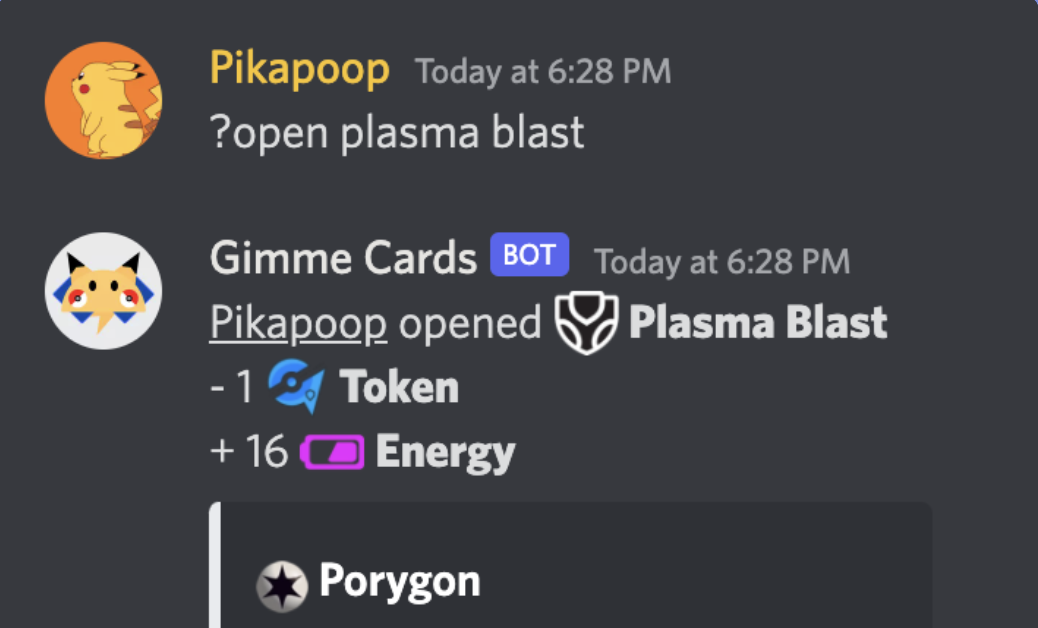 Pikapoop Today at 6:28 PM
?open plasma blast
Gimme Cards BOT Today at 6:28 PM
Pikapoop opened Plasma Blast
- 1 Token
+ 16 Energy
Porygon